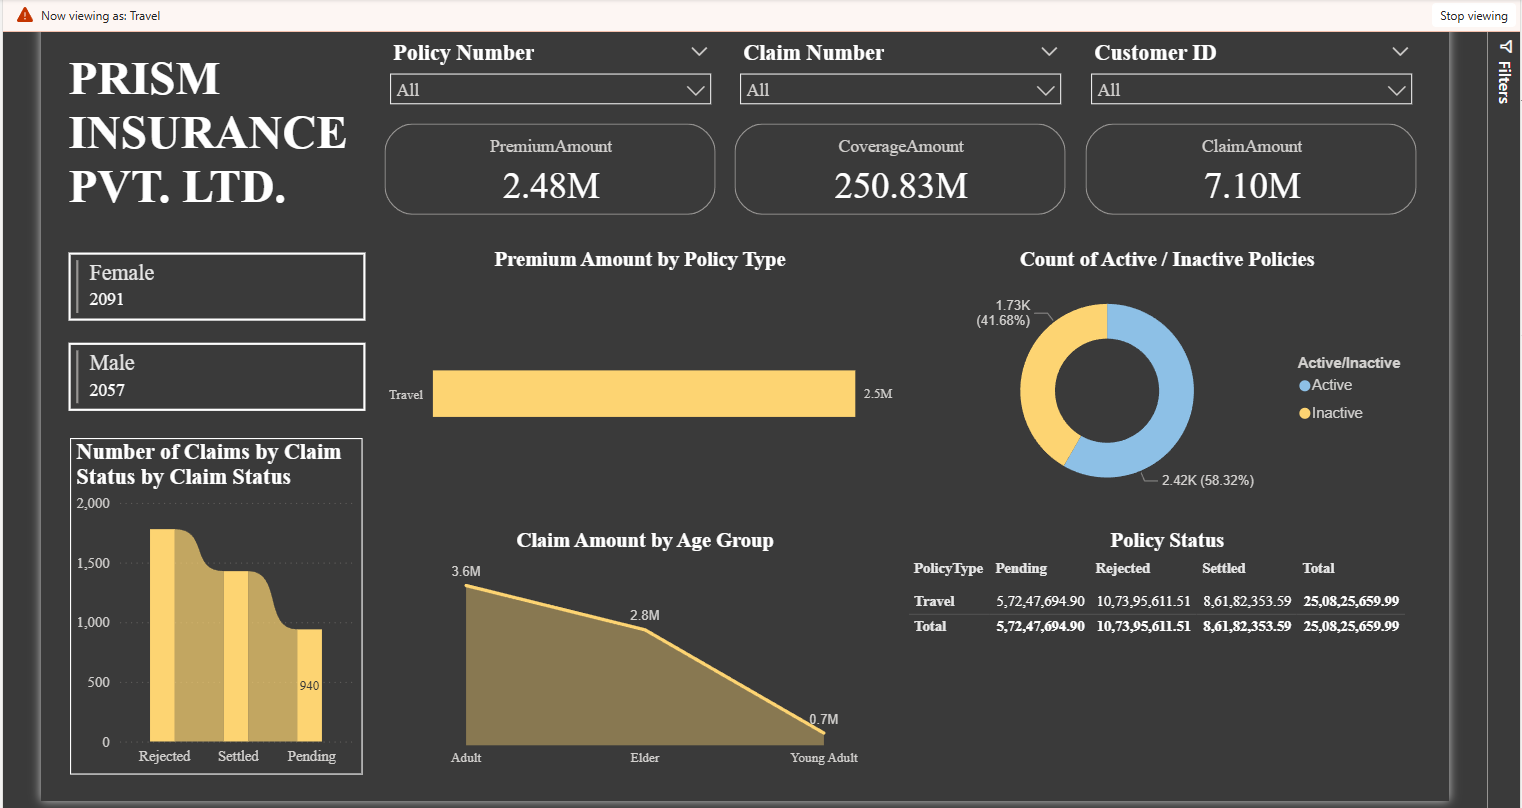 Now viewing as: Travel
Stop viewing
PRISM
INSURANCE
PVT. LTD.
Policy Number
All
Claim Number
All
Customer ID
All
Filters
PremiumAmount
2.48M
CoverageAmount
250.83M
ClaimAmount
7.10M
Female
2091
Male
2057
Number of Claims by Claim
Status by Claim Status
2,000
1,500
1,000
500
0
940
Rejected Settled Pending
Premium Amount by Policy Type
Travel
2.5M
Count of Active / Inactive Policies
1.73K
(41.68%)
2.42K (58.32%)
Active/Inactive
Active
Inactive
Claim Amount by Age Group
3.6M
2.8M
0.7M
Adult Elder Young Adult
Policy Status
PolicyType Pending Rejected Settled Total
Travel 5,72,47,694.90 10,73,95,611.51 8,61,82,353.59 25,08,25,659.99
Total 5,72,47,694.90 10,73,95,611.51 8,61,82,353.59 25,08,25,659.99